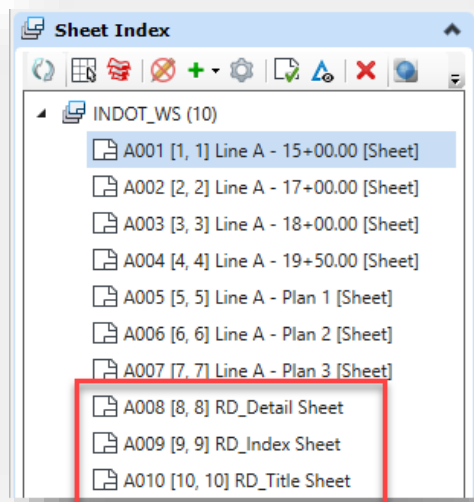 Sheet Index
INDOT_WS (10)
A001 [1, 1] Line A - 15+00.00 [Sheet]
A002 [2, 2] Line A - 17+00.00 [Sheet]
A003 [3, 3] Line A - 18+00.00 [Sheet]
A004 [4, 4] Line A - 19+50.00 [Sheet]
A005 [5, 5] Line A - Plan 1 [Sheet]
A006 [6, 6] Line A - Plan 2 [Sheet]
A007 [7, 7] Line A - Plan 3 [Sheet]
A008 [8, 8] RD_Detail Sheet
A009 [9, 9] RD_Index Sheet
A010 [10, 10] RD_Title Sheet